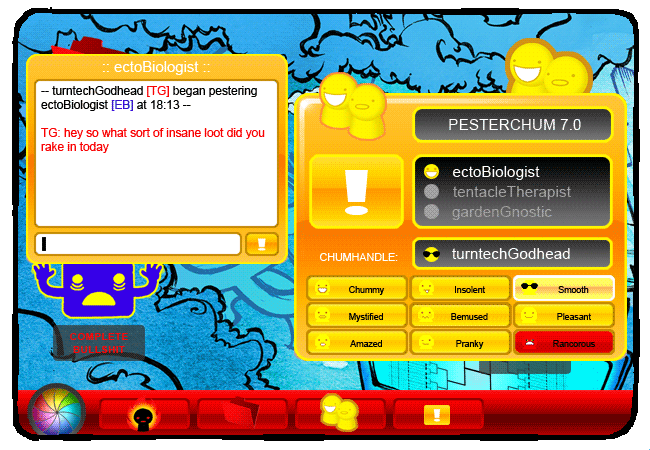 :: ectoBiologist ::
-- turntechGodhead [TG] began pestering
ectoBiologist [EB] at 18:13 --
TG: hey so what sort of insane loot did you
rake in today
PESTERCHUM 7.0
ectoBiologist
tentacleTherapist
gardenGnostic
CHUMHANDLE:
turntechGodhead
Chummy
Insolent
Smooth
Mystified
Bemused
Pleasant
Amazed
Pranky
Rancorous
COMPLETE
BULLSHIT